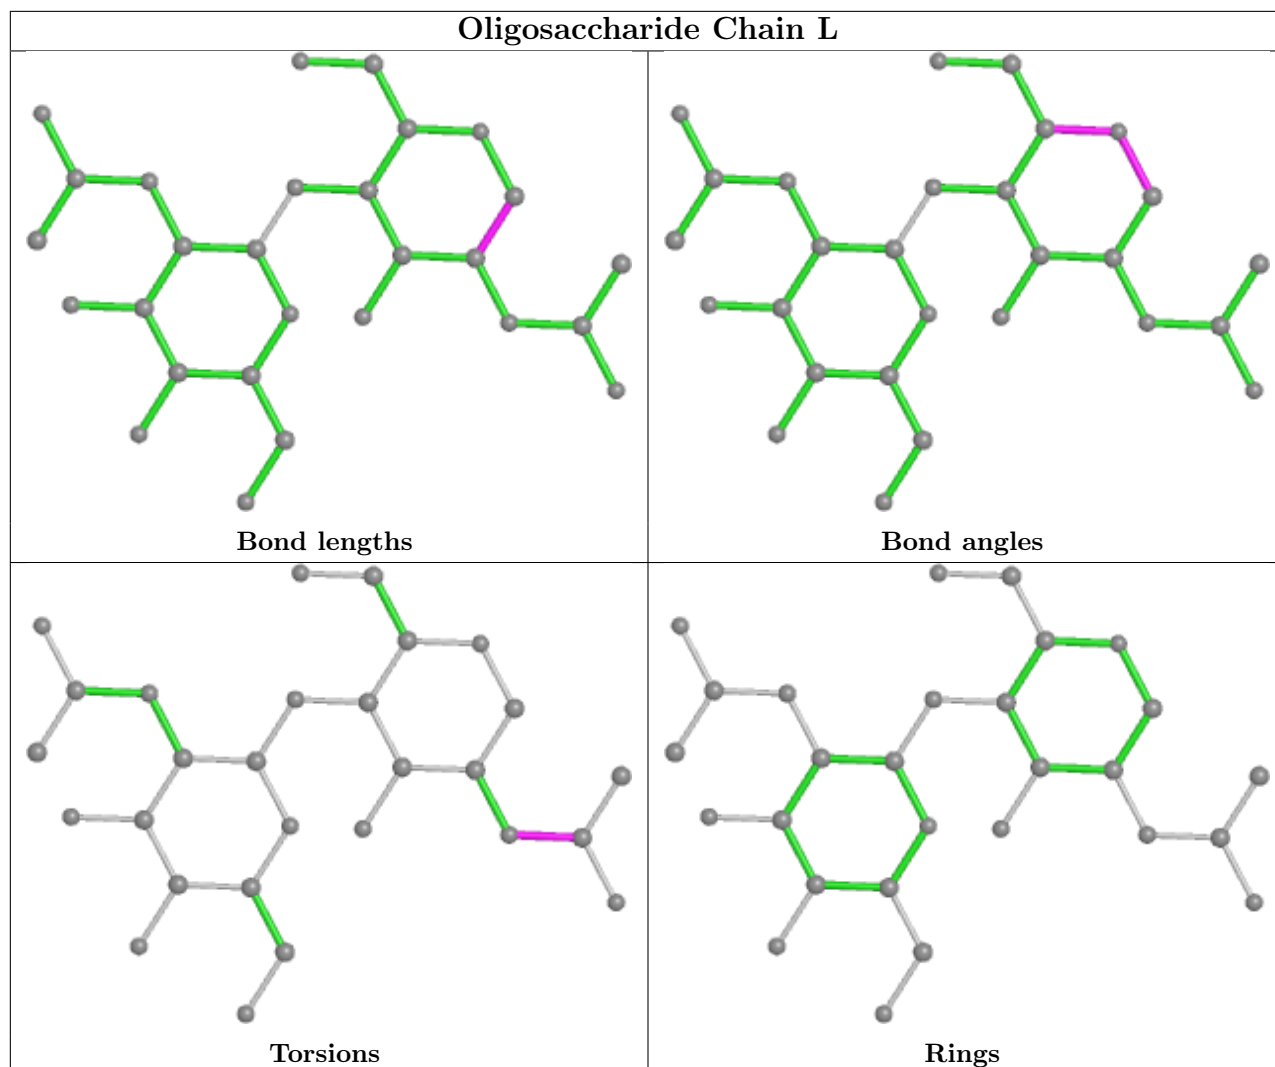 Oligosaccharide Chain L
Bond lengths
Bond angles
Torsions
Rings